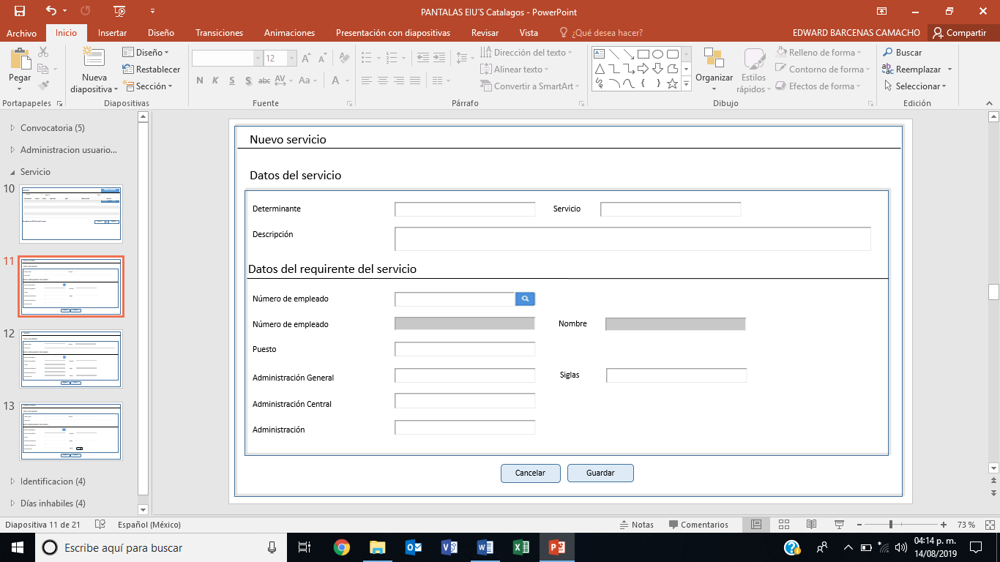 PANTALAS EIU´S Catalagos - PowerPoint
Archivo Inicio Insertar Diseño Transiciones Animaciones Presentación con diapositivas Revisar Vista ¿Qué desea hacer? EDWARD BARCENAS CAMACHO Compartir
Pegar
Nueva diapositiva
Diseño
Restablecer
Sección
12
N K S S abc AV Aa A
Dirección del texto
Alinear texto
Convertir a SmartArt
Organizar
Estilos rápidos
Relleno de forma
Contorno de forma
Efectos de forma
Buscar
Reemplazar
Seleccionar
Portapapeles Diapositivas Fuente Párrafo Dibujo Edición
Convocatoria (5)
Administracion usuario...
Servicio
10
11
12
13
Identificacion (4)
Días inhabiles (4)
Nuevo servicio
Datos del servicio
Determinante Servicio
Descripción
Datos del requirente del servicio
Número de empleado
Número de empleado Nombre
Puesto
Administración General Siglas
Administración Central
Administración
Cancelar Guardar
Diapositiva 11 de 21 Español (México) Notas Comentarios 73 %
Escribe aquí para buscar
04:14 p. m.
14/08/2019